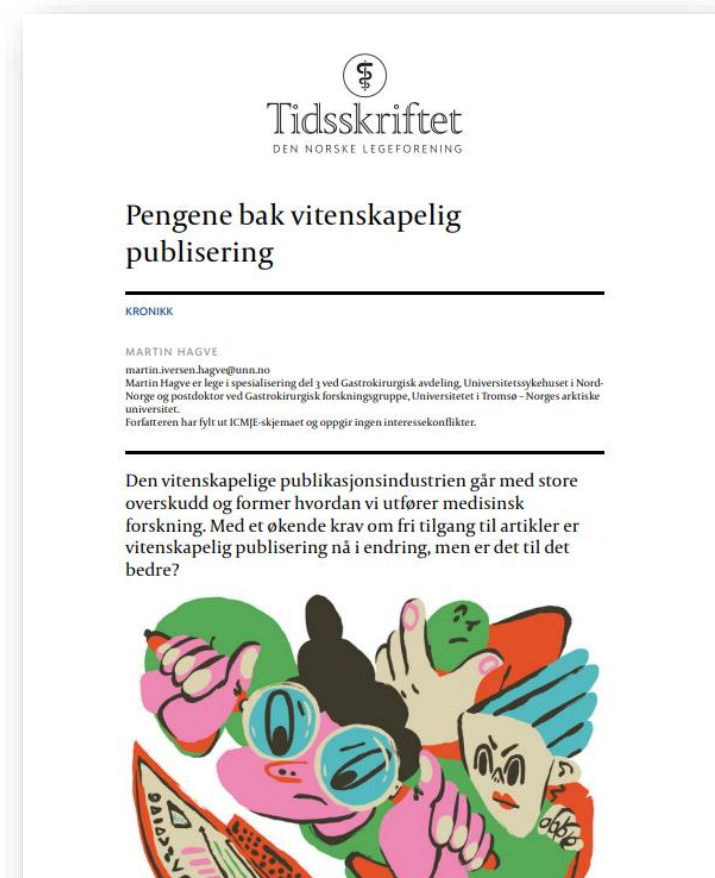 Tidsskriftet
DEN NORSKE LEGEFORENING
Pengene bak vitenskapelig
publisering
KRONIKK
MARTIN HAGVE
martin.iversen.hagve@unn.no
Martin Hagve er lege i spesialisering del 3 ved Gastrokirurgisk avdeling, Universitetssykehuset i Nord-
Norge og postdoktor ved Gastrokirurgisk forskningsgruppe, Universitetet i Tromsø – Norges arktiske
universitet.
Forfatteren har fylt ut ICMJE-skjemaet og oppgir ingen interessekonflikter.
Den vitenskapelige publikasjonsindustrien går med store
overskudd og former hvordan vi utfører medisinsk
forskning. Med et økende krav om fri tilgang til artikler er
vitenskapelig publisering nå i endring, men er det til det
bedre?